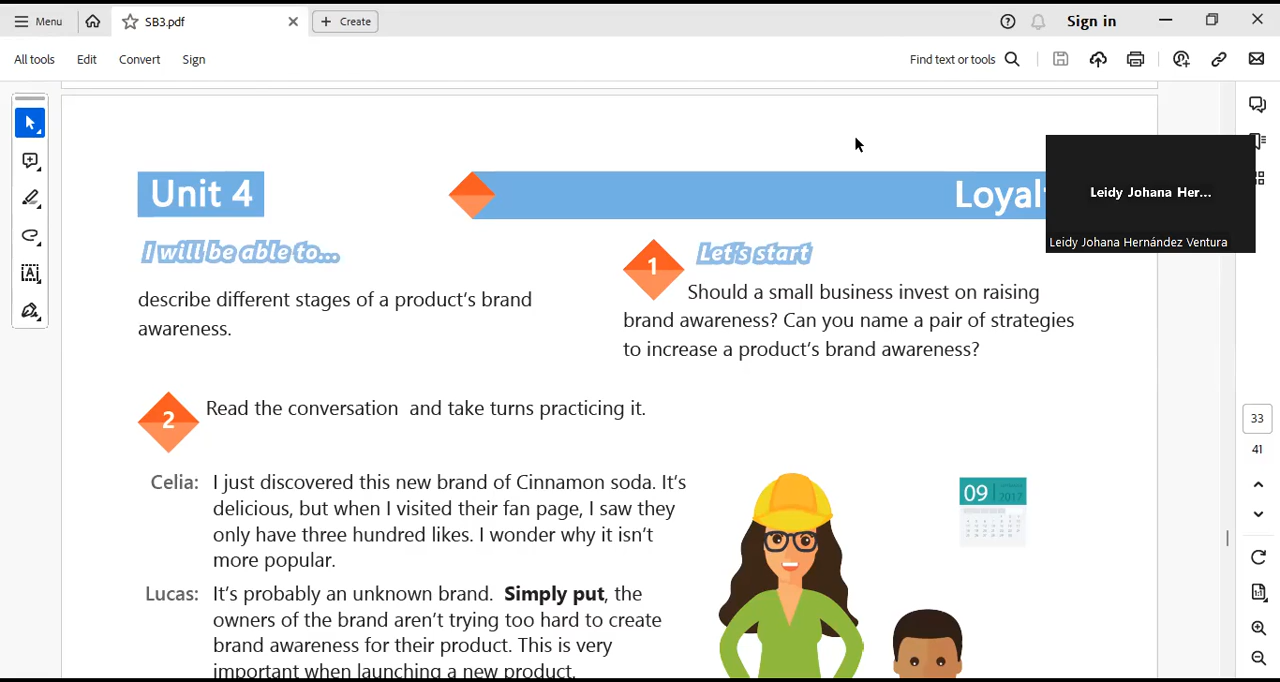 Menu
SB3.pdf
Create
Sign in
All tools
Edit
Convert
Sign
Find text or tools
Unit 4
Loyal
Leidy Johana Her...
Leidy Johana Hernández Ventura
I will be able to...
describe different stages of a product's brand
awareness.
1
Let's start
Should a small business invest on raising
brand awareness? Can you name a pair of strategies
to increase a product's brand awareness?
2
Read the conversation and take turns practicing it.
Celia: I just discovered this new brand of Cinnamon soda. It's
delicious, but when I visited their fan page, I saw they
only have three hundred likes. I wonder why it isn't
more popular.
Lucas: It's probably an unknown brand. Simply put, the
owners of the brand aren't trying too hard to create
brand awareness for their product. This is very
important when launching a new product.
09
2017
33
41